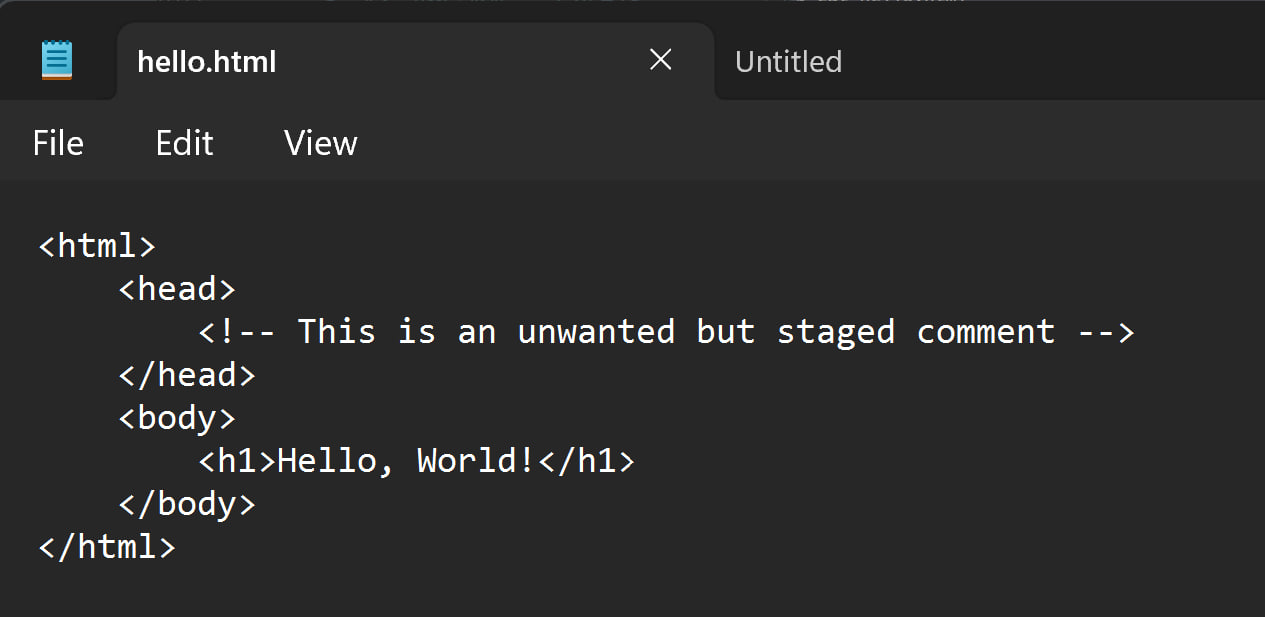 hello.html
Untitled
File Edit View
<html>
    <head>
        <!-- This is an unwanted but staged comment -->
    </head>
    <body>
        <h1>Hello, World!</h1>
    </body>
</html>